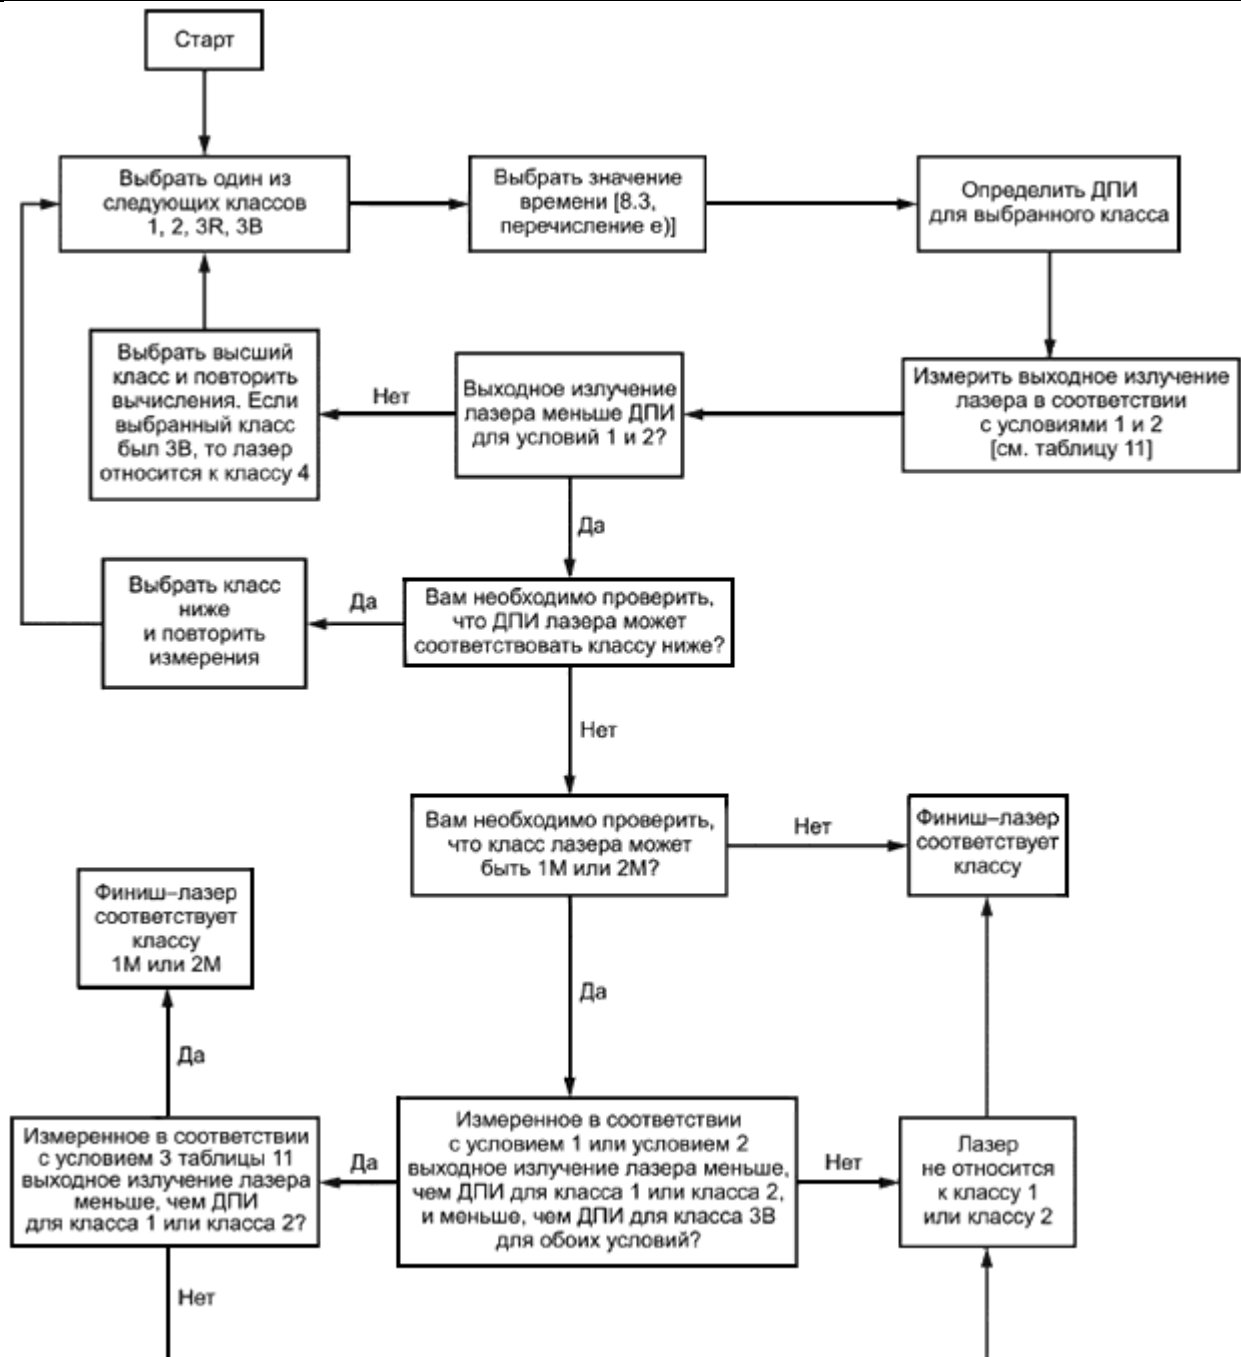 Старт
Выбрать один из
следующих классов
1, 2, 3R, 3B
Выбрать значение
времени [8.3,
перечисление e)]
Определить ДПИ
для выбранного класса
Выбрать высший
класс и повторить
вычисления. Если
выбранный класс
был 3B, то лазер
относится к классу 4
Нет
Выходное излучение
лазера меньше ДПИ
для условий 1 и 2?
Измерить выходное излучение
лазера в соответствии
с условиями 1 и 2
[см. таблицу 11]
Да
Выбрать класс
ниже
и повторить
измерения
Да
Вам необходимо проверить,
что ДПИ лазера может
соответствовать классу ниже?
Нет
Вам необходимо проверить,
что класс лазера может
быть 1M или 2M?
Нет
Финиш–лазер
соответствует
классу
Финиш–лазер
соответствует
классу
1M или 2M
Да
Да
Измеренное в соответствии
с условием 3 таблицы 11
выходное излучение лазера
меньше, чем ДПИ
для класса 1 или класса 2?
Да
Измеренное в соответствии
с условием 1 или условием 2
выходное излучение лазера меньше,
чем ДПИ для класса 1 или класса 2,
и меньше, чем ДПИ для класса 3B
для обоих условий?
Нет
Лазер
не относится
к классу 1
или классу 2
Нет